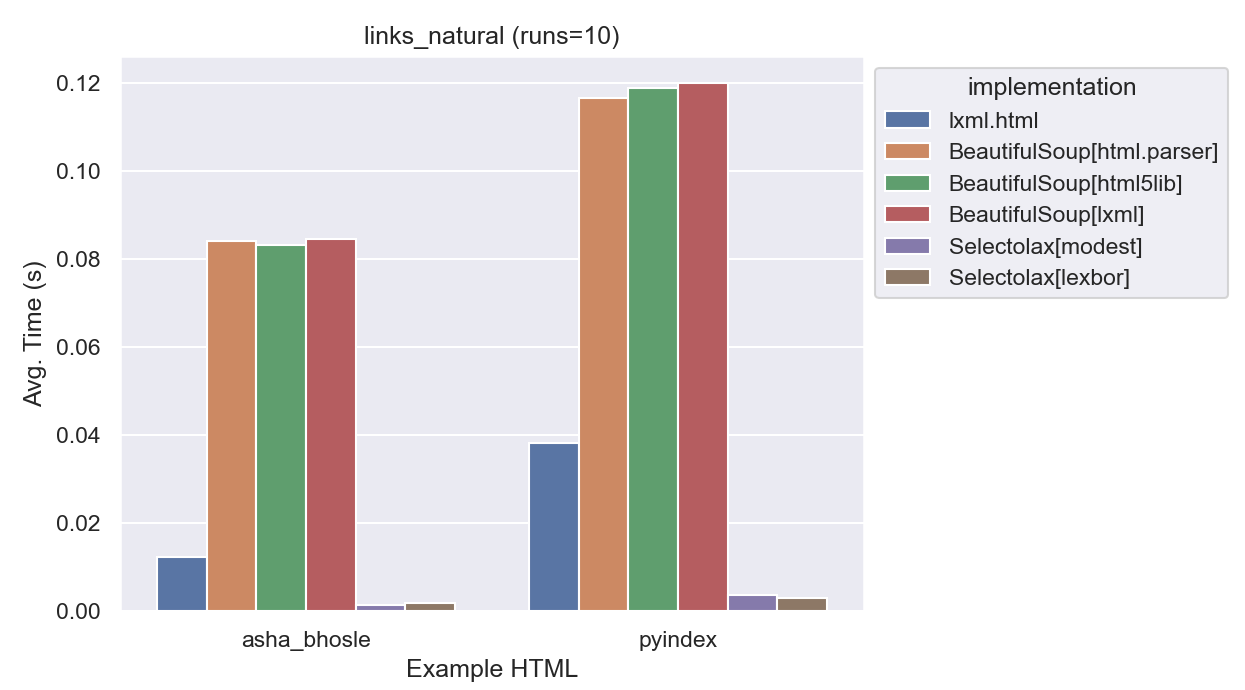 links_natural (runs=10)
0.12
0.10
0.08
0.06
0.04
0.02
0.00
Avg. Time (s)
asha_bhosle
pyindex
Example HTML
implementation
lxml.html
BeautifulSoup[html.parser]
BeautifulSoup[html5lib]
BeautifulSoup[lxml]
Selectolax[modest]
Selectolax[lexbor]